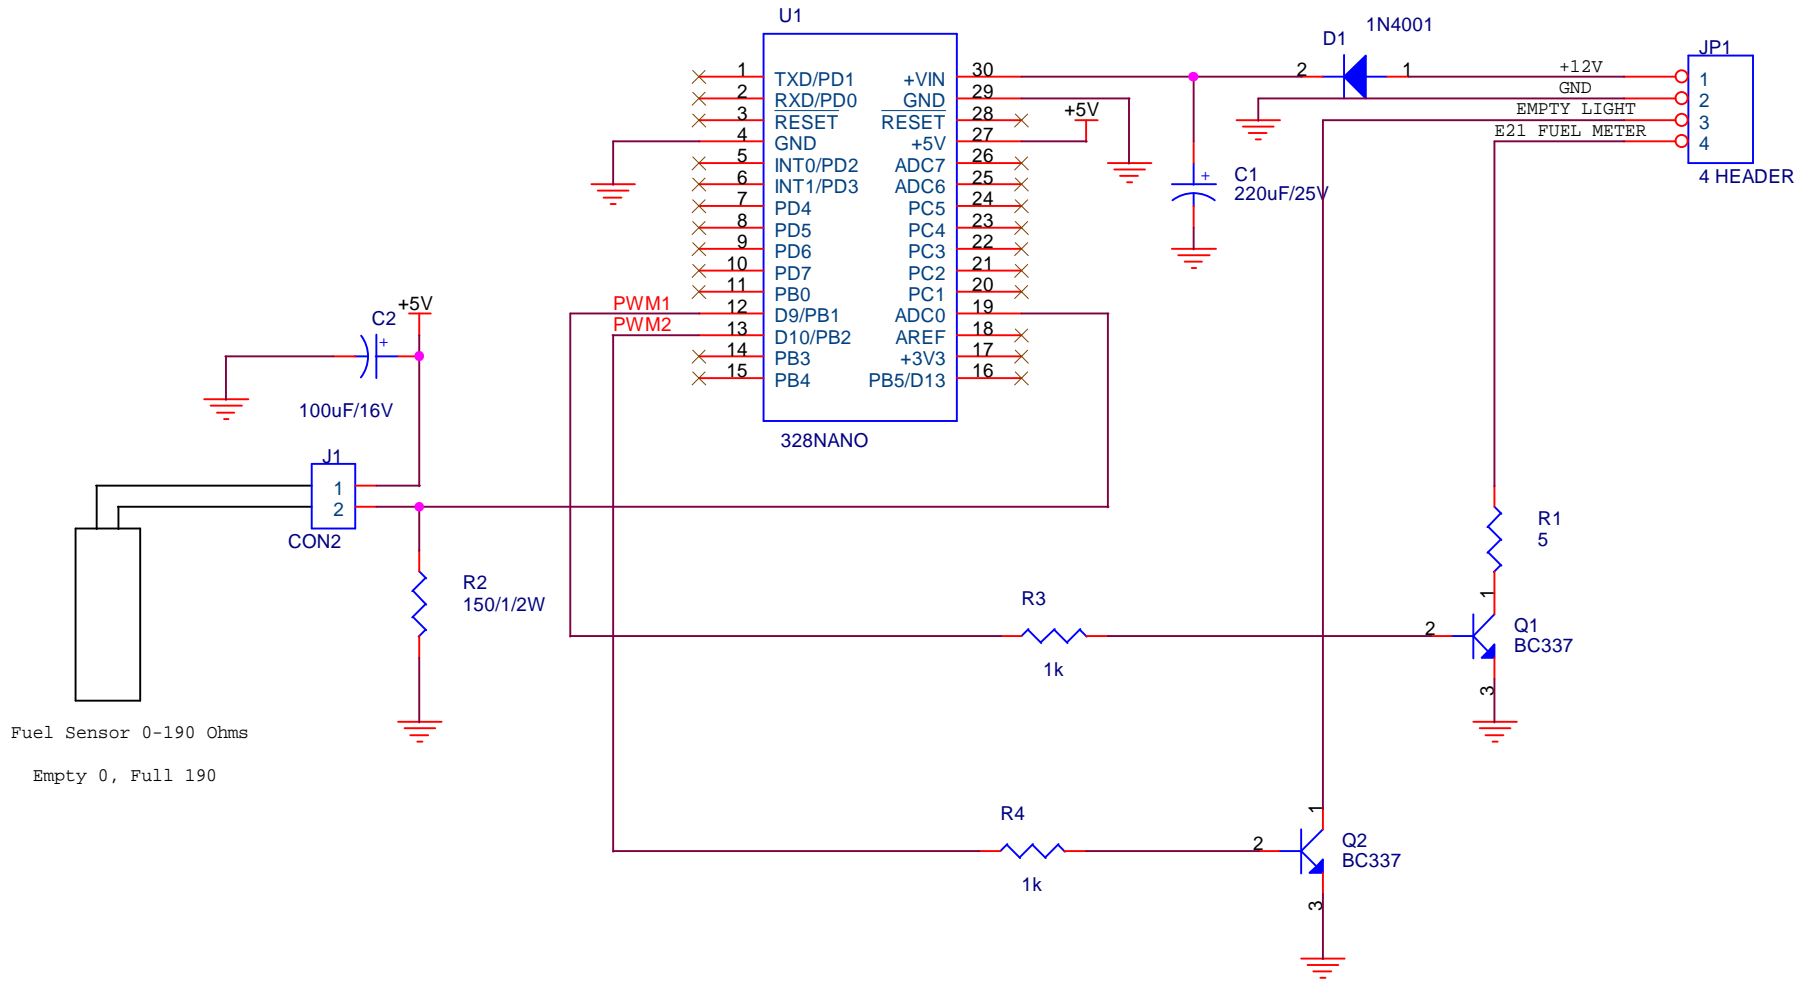 U1
1 TXD/PD1
2 RXD/PD0
3 RESET
4 GND
5 INT0/PD2
6 INT1/PD3
7 PD4
8 PD5
9 PD6
10 PD7
11 PB0
PWM1 12 D9/PB1
PWM2 13 D10/PB2
14 PB3
15 PB4
+VIN 30
GND 29
RESET 28
+5V 27
ADC7 26
ADC6 25
PC5 24
PC4 23
PC3 22
PC2 21
PC1 20
ADC0 19
AREF 18
+3V3 17
PB5/D13 16
328NANO
+5V
D1
1N4001
2 1
+12V
GND
EMPTY LIGHT
E21 FUEL METER
JP1
1
2
3
4
4 HEADER
+
C1
220uF/25V
+5V
C2
+
100uF/16V
J1
1
2
CON2
R2
150/1/2W
Fuel Sensor 0-190 Ohms
Empty 0, Full 190
R3
1k
R1
5
1
2
3
Q1
BC337
R4
1k
1
2
3
Q2
BC337